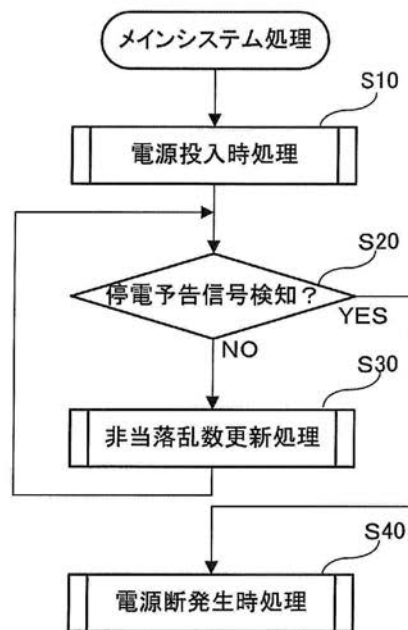 メインシステム処理
S10
電源投入時処理
S20
停電予告信号検知？
YES
NO
S30
非当落乱数更新処理
S40
電源断発生時処理